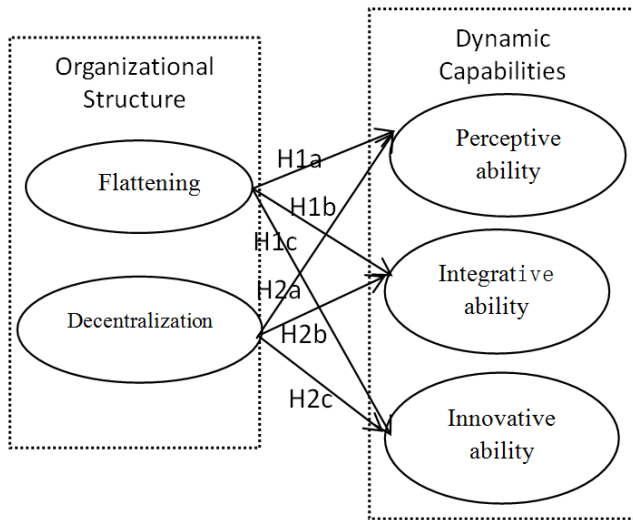 Organizational
Structure
Flattening
Decentralization
H1a
H1b
H1c
H2a
H2b
H2c
Dynamic
Capabilities
Perceptive
ability
Integrative
ability
Innovative
ability